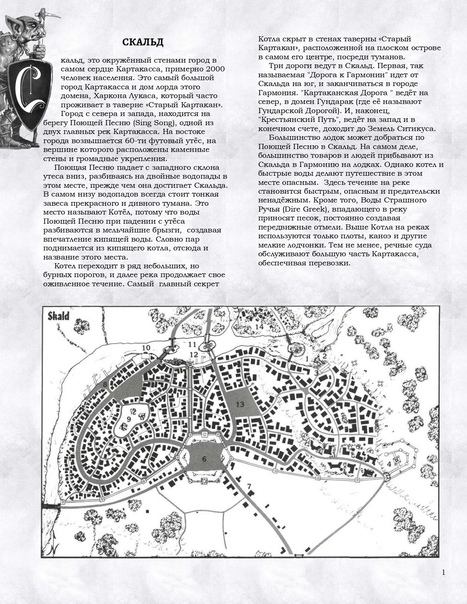 СКАЛЬД
С
кальд, это окружённый стенами город в
самом сердце Картакасса, примерно 2000
человек населения. Это самый большой
город Картакасса и дом лорда этого
домена, Харкона Лукаса, который часто
проживает в таверне «Старый Картакан».
Город с севера и запада, находится на
берегу Поющей Песню (Sing Song), одной из
двух главных рек Картакасса. На востоке
города возвышается 60-ти футовый утёс, на
вершине которого расположены каменные
стены и громадные укрепления.
Поющая Песню падает с западного склона
утеса вниз, разбиваясь на двойные водопады в
этом месте, прежде чем она достигает Скальда.
В самом низу водопадов всегда стоит тонкая
завеса прекрасного и дивного тумана. Это
место называют Котёл, потому что воды
Поющей Песню при падении с утёса
разбиваются в мельчайшие брызги, создавая
впечатление кипящей воды. Словно пар
поднимается из кипящего котла, отсюда и
название этого места.
Котел переходит в ряд небольших, но
бурных порогов, и далее река продолжает свое
оживленное течение. Самый главный секрет
Котла скрыт в стенах таверны «Старый
Картакан», расположенной на плоском острове
в самом его центре, посреди туманов.
Три дороги ведут в Скальд. Первая, так
называемая "Дорога к Гармонии" идет от
Скальда на юг, и заканчивается в городе
Гармония. "Картаканская Дорога " ведёт на
север, в домен Гундарак (где её называют
Гундарской Дорогой). И, наконец,
"Крестьянский Путь", ведёт на запад и в
конечном счете, доходит до Земель Ситикуса.
Большинство лодок может добраться по
Поющей Песню в Скальд. На самом деле,
большинство товаров и людей прибывают из
Скальда в Гармонию на лодках. Однако котел и
быстрые воды делают путешествие в этом
месте опасным. Здесь течение на реке
становится быстрым, опасным и предательски
ненадёжным. Кроме того, Воды Страшного
Ручья (Dire Greek), впадающего в реку
приносят песок, постоянно создавая
передвижные отмели. Выше Котла на реках
используются только плоты, каноэ и другие
мелкие лодчонки. Тем не менее, речные суда
обслуживают большую часть Картакасса,
обеспечивая перевозки.
Skald
14
10
11
12
13
9
4
6
7
1